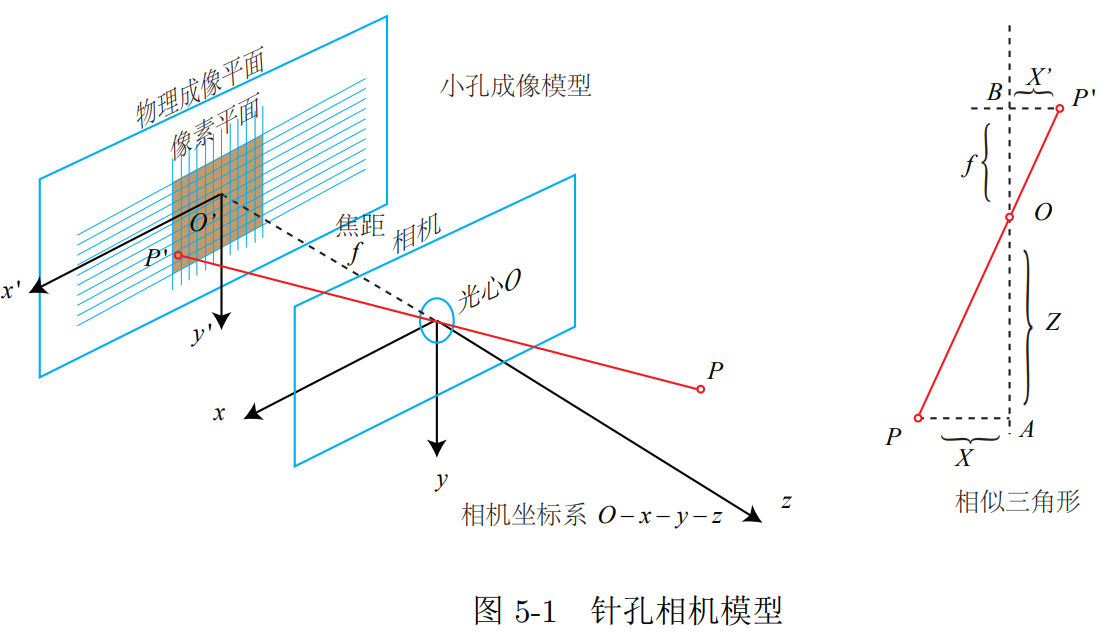 物理成像平面
像素平面
小孔成像模型
O'
P'
x'
y'
焦距
f
相机
光心O
x
y
z
P
相机坐标系 O－x－y－z
B
X’
P'
f
O
Z
P
X
A
相似三角形
图 5-1 针孔相机模型